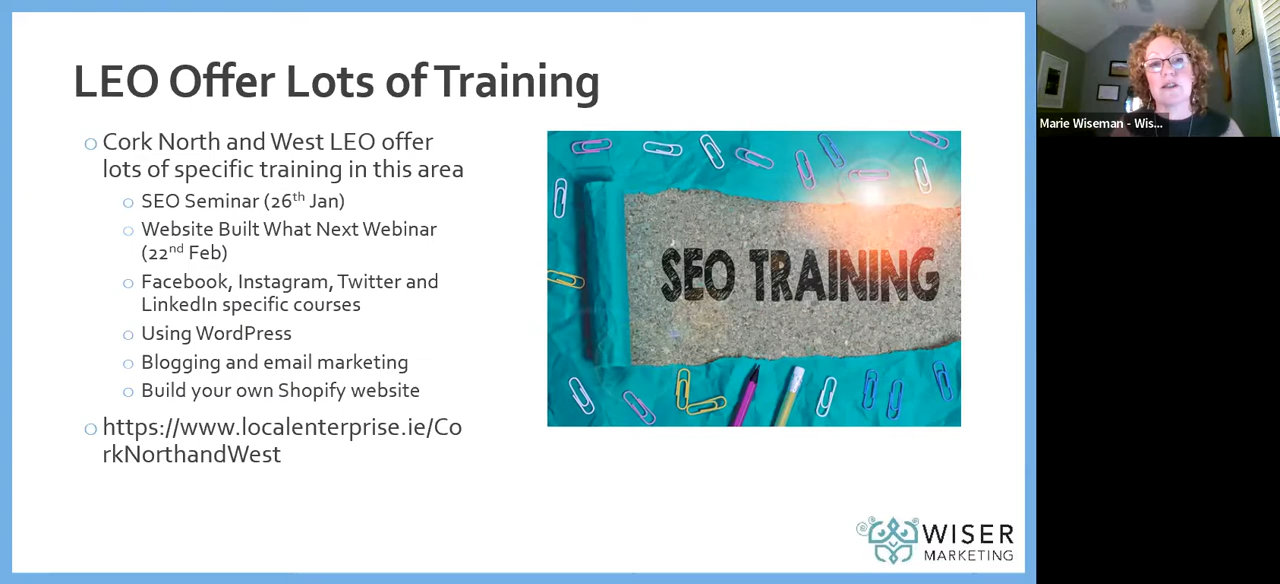 LEO Offer Lots of Training
Cork North and West LEO offer
lots of specific training in this area
SEO Seminar (26th Jan)
Website Built What Next Webinar
(22nd Feb)
Facebook, Instagram, Twitter and
LinkedIn specific courses
Using WordPress
Blogging and email marketing
Build your own Shopify website
https://www.localenterprise.ie/Co
rkNorthandWest
SEO TRAINING
WISER
MARKETING
Marie Wiseman - Wis...